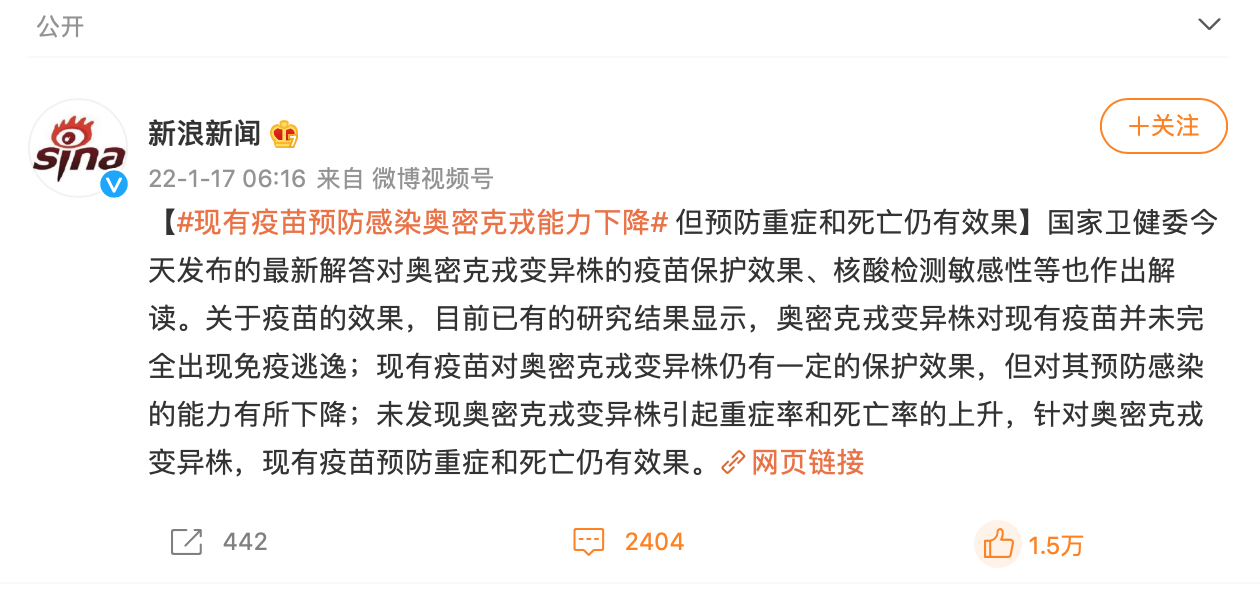 公开
sina
新浪新闻
+关注
22-1-17 06:16 来自 微博视频号
【#现有疫苗预防感染奥密克戎能力下降# 但预防重症和死亡仍有效果】国家卫健委今
天发布的最新解答对奥密克戎变异株的疫苗保护效果、核酸检测敏感性等也作出解
读。关于疫苗的效果，目前已有的研究结果显示，奥密克戎变异株对现有疫苗并未完
全出现免疫逃逸；现有疫苗对奥密克戎变异株仍有一定的保护效果，但对其预防感染
的能力有所下降；未发现奥密克戎变异株引起重症率和死亡率的上升，针对奥密克戎
变异株，现有疫苗预防重症和死亡仍有效果。网页链接
442 2404 1.5万